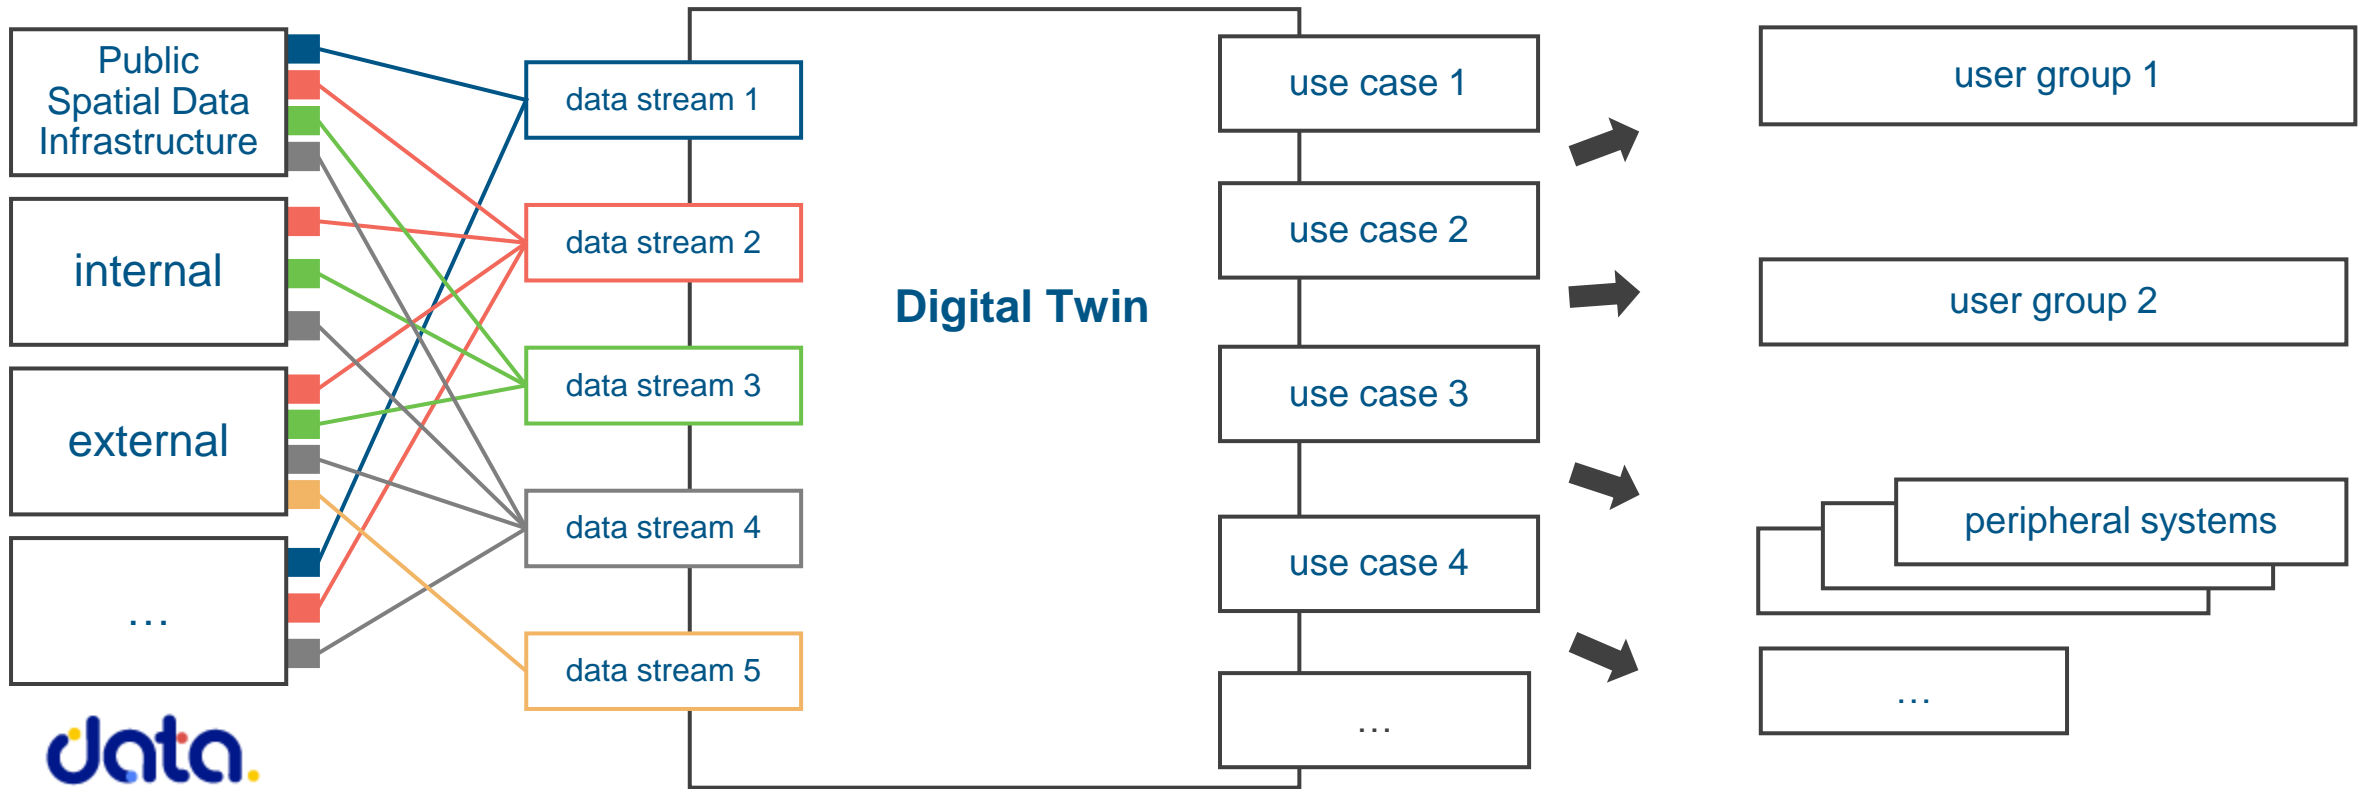 Public
Spatial Data
Infrastructure
internal
external
...
data.
data stream 1
data stream 2
data stream 3
data stream 4
data stream 5
Digital Twin
use case 1
use case 2
use case 3
use case 4
...
user group 1
user group 2
peripheral systems
...